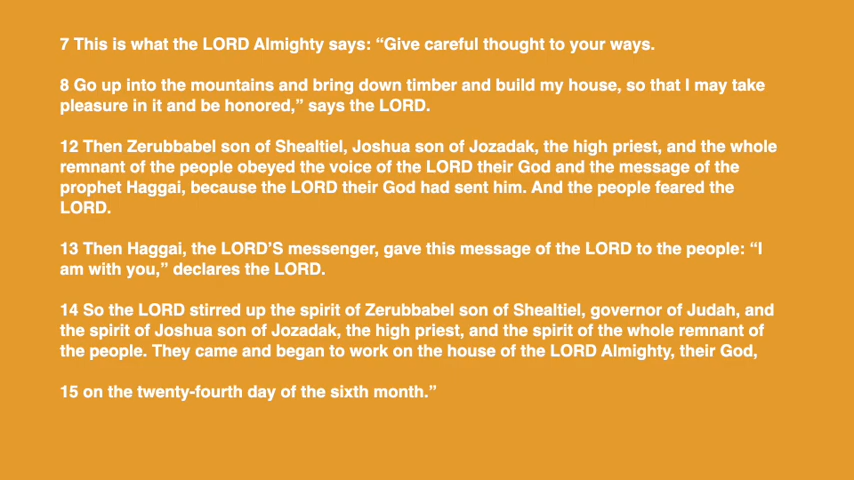 7 This is what the LORD Almighty says: “Give careful thought to your ways.
8 Go up into the mountains and bring down timber and build my house, so that I may take
pleasure in it and be honored,” says the LORD.
12 Then Zerubbabel son of Shealtiel, Joshua son of Jozadak, the high priest, and the whole
remnant of the people obeyed the voice of the LORD their God and the message of the
prophet Haggai, because the LORD their God had sent him. And the people feared the
LORD.
13 Then Haggai, the LORD’S messenger, gave this message of the LORD to the people: “I
am with you,” declares the LORD.
14 So the LORD stirred up the spirit of Zerubbabel son of Shealtiel, governor of Judah, and
the spirit of Joshua son of Jozadak, the high priest, and the spirit of the whole remnant of
the people. They came and began to work on the house of the LORD Almighty, their God,
15 on the twenty-fourth day of the sixth month.”